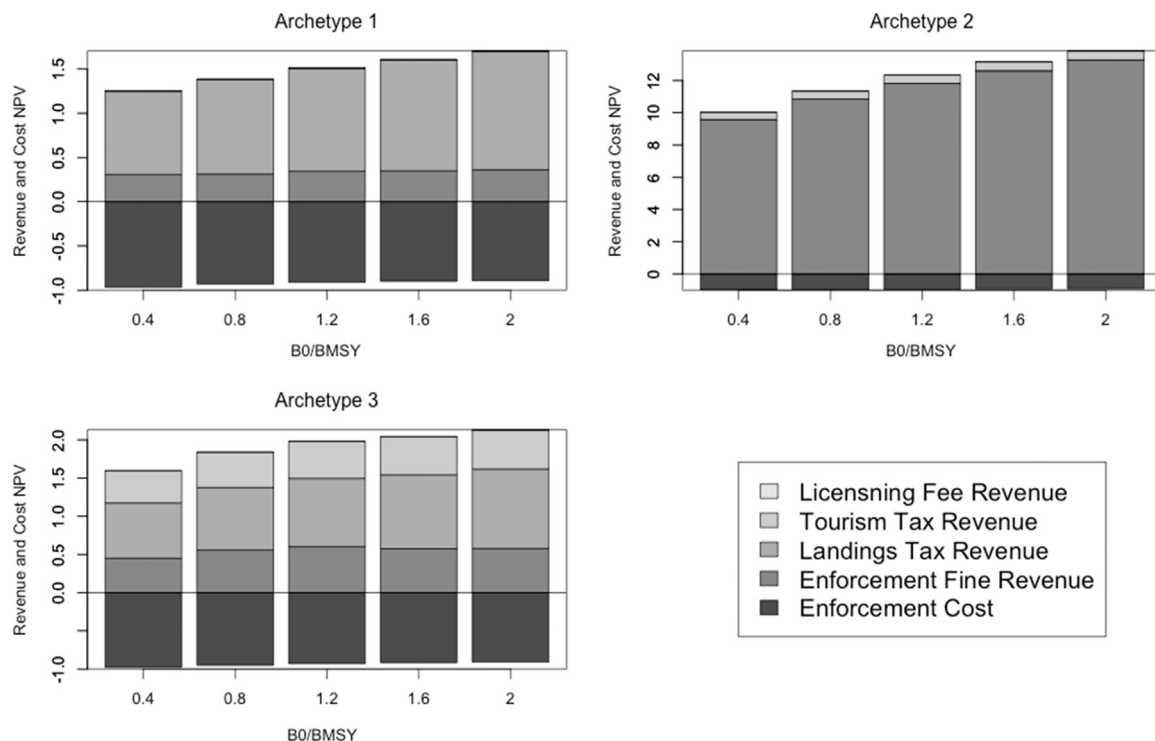 Archetype 1
Revenue and Cost NPV
1.5
1.0
0.5
0.0
-0.5
-1.0
0.4 0.8 1.2 1.6 2
B0/BMSY
Archetype 2
Revenue and Cost NPV
12
10
8
6
4
2
0
0.4 0.8 1.2 1.6 2
B0/BMSY
Archetype 3
Revenue and Cost NPV
2.0
1.5
1.0
0.5
0.0
-1.0
0.4 0.8 1.2 1.6 2
B0/BMSY
Licensning Fee Revenue
Tourism Tax Revenue
Landings Tax Revenue
Enforcement Fine Revenue
Enforcement Cost